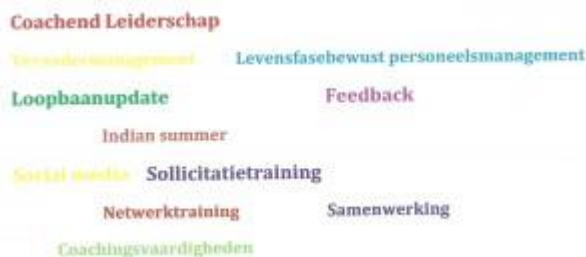 Coachend Leiderschap
Verandermanagement Levensfasebewust personeelsmanagement
Loopbaanupdate Feedback
Indian summer
Social media Sollicitatietraining
Netwerktraining Samenwerking
Coachingsvaardigheden